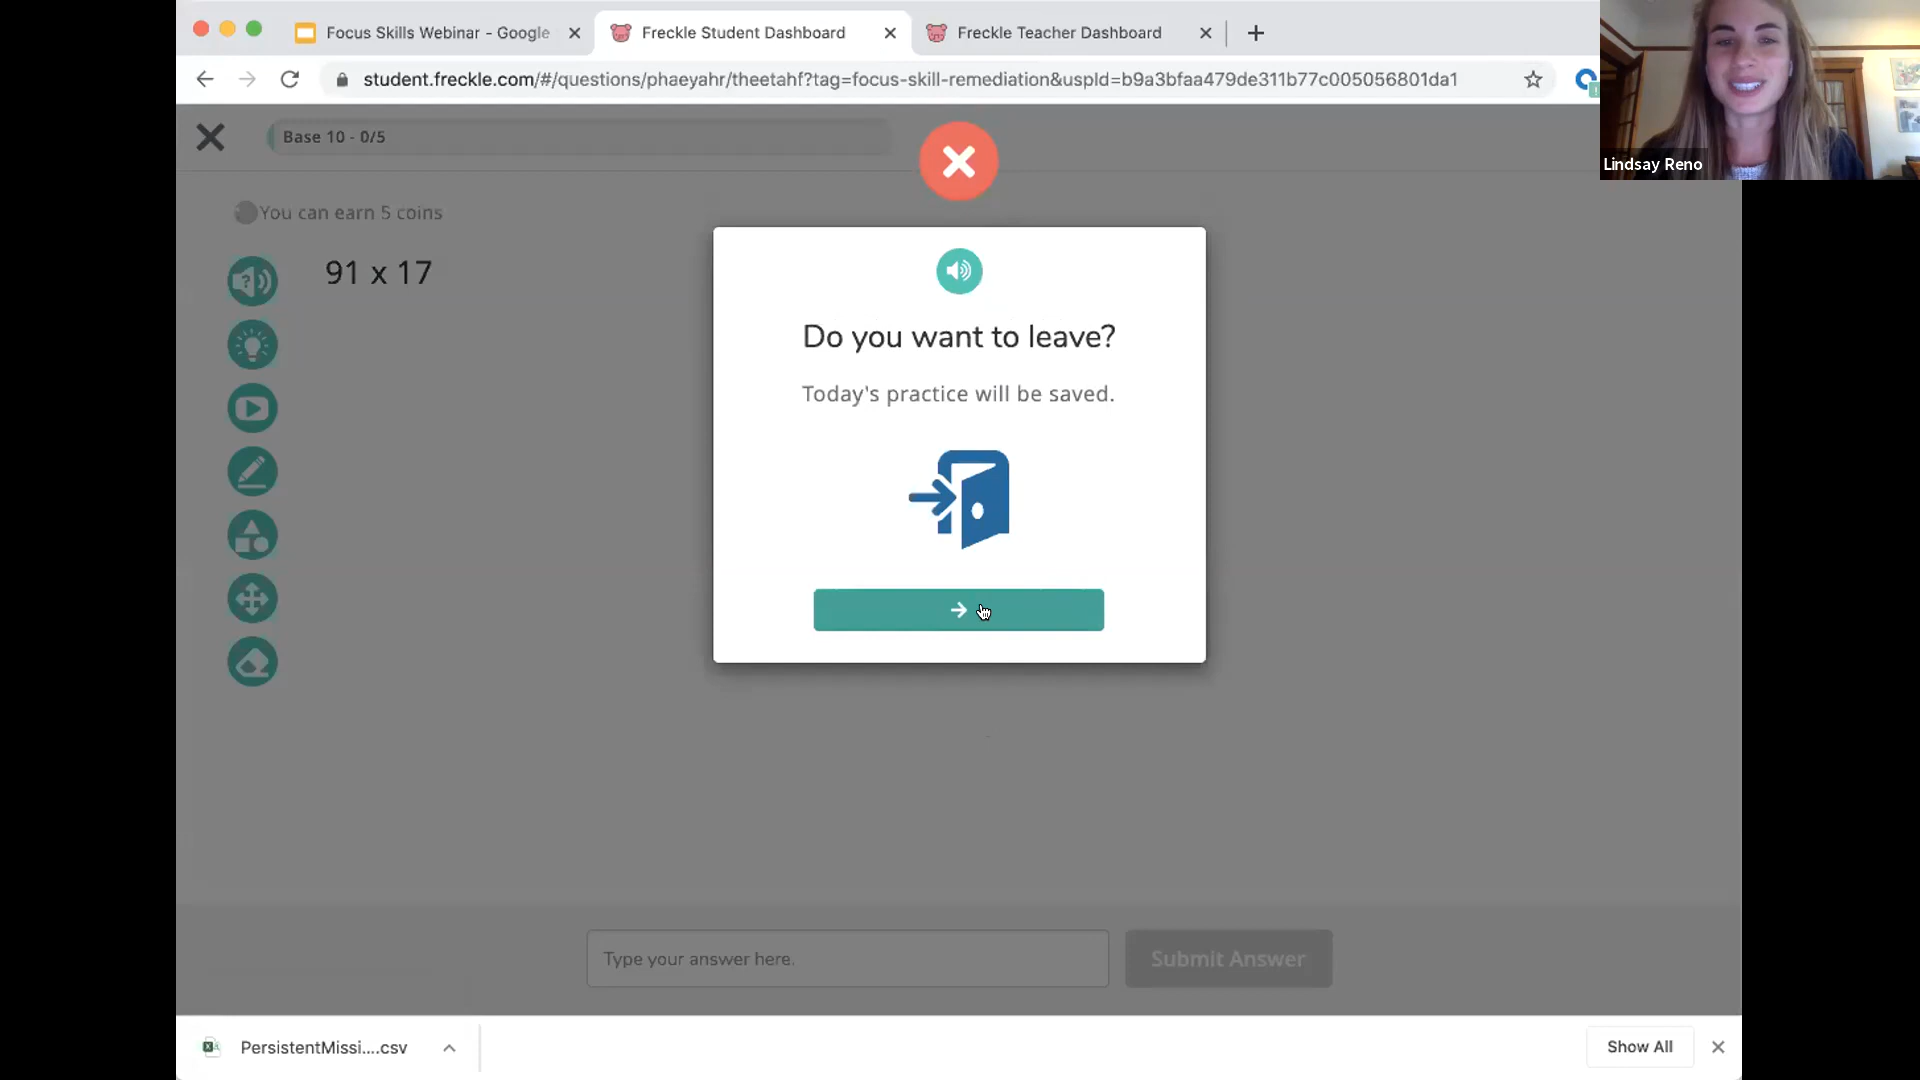 Focus Skills Webinar - Google
Freckle Student Dashboard
Freckle Teacher Dashboard
student.freckle.com/#/questions/phaeyahr/theetahf?tag=focus-skill-remediation&uspId=b9a3bfaa479de311b77c005056801da1
Lindsay Reno
Base 10 - 0/5
You can earn 5 coins
91 x 17
Do you want to leave?
Today's practice will be saved.
Type your answer here.
Submit Answer
PersistentMissi....csv
Show All